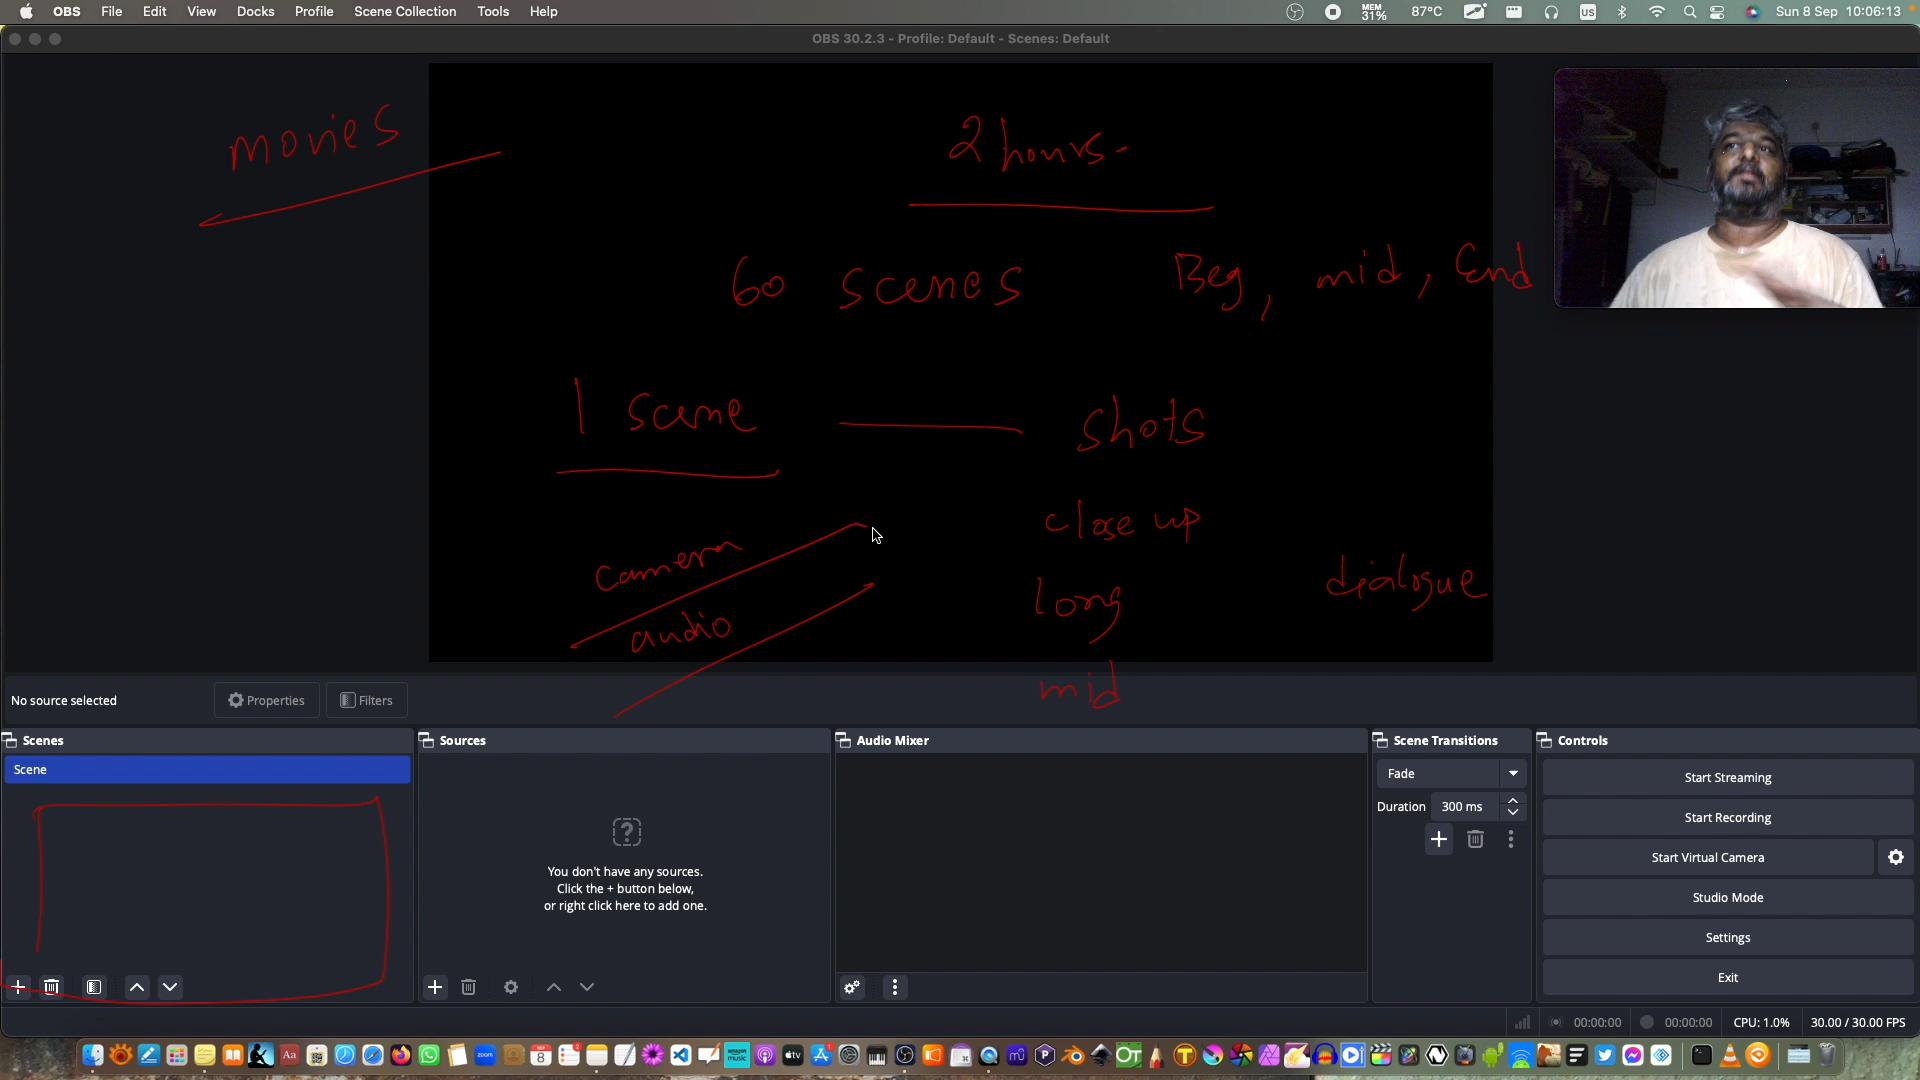 OBS File Edit View Docks Profile Scene Collection Tools Help
MEM 31% 87°C US Sun 8 Sep 10:06:13
OBS 30.2.3 - Profile: Default - Scenes: Default
movies
2 hours.
60 scenes Beg, mid, End
1 scene shots
close up
camera
long dialogue
audio
mid
No source selected Properties Filters
Scenes Sources Audio Mixer Scene Transitions Controls
Scene
Fade
Duration 300 ms
You don't have any sources.
Click the + button below,
or right click here to add one.
Start Streaming
Start Recording
Start Virtual Camera
Studio Mode
Settings
Exit
00:00:00 00:00:00 CPU: 1.0% 30.00 / 30.00 FPS